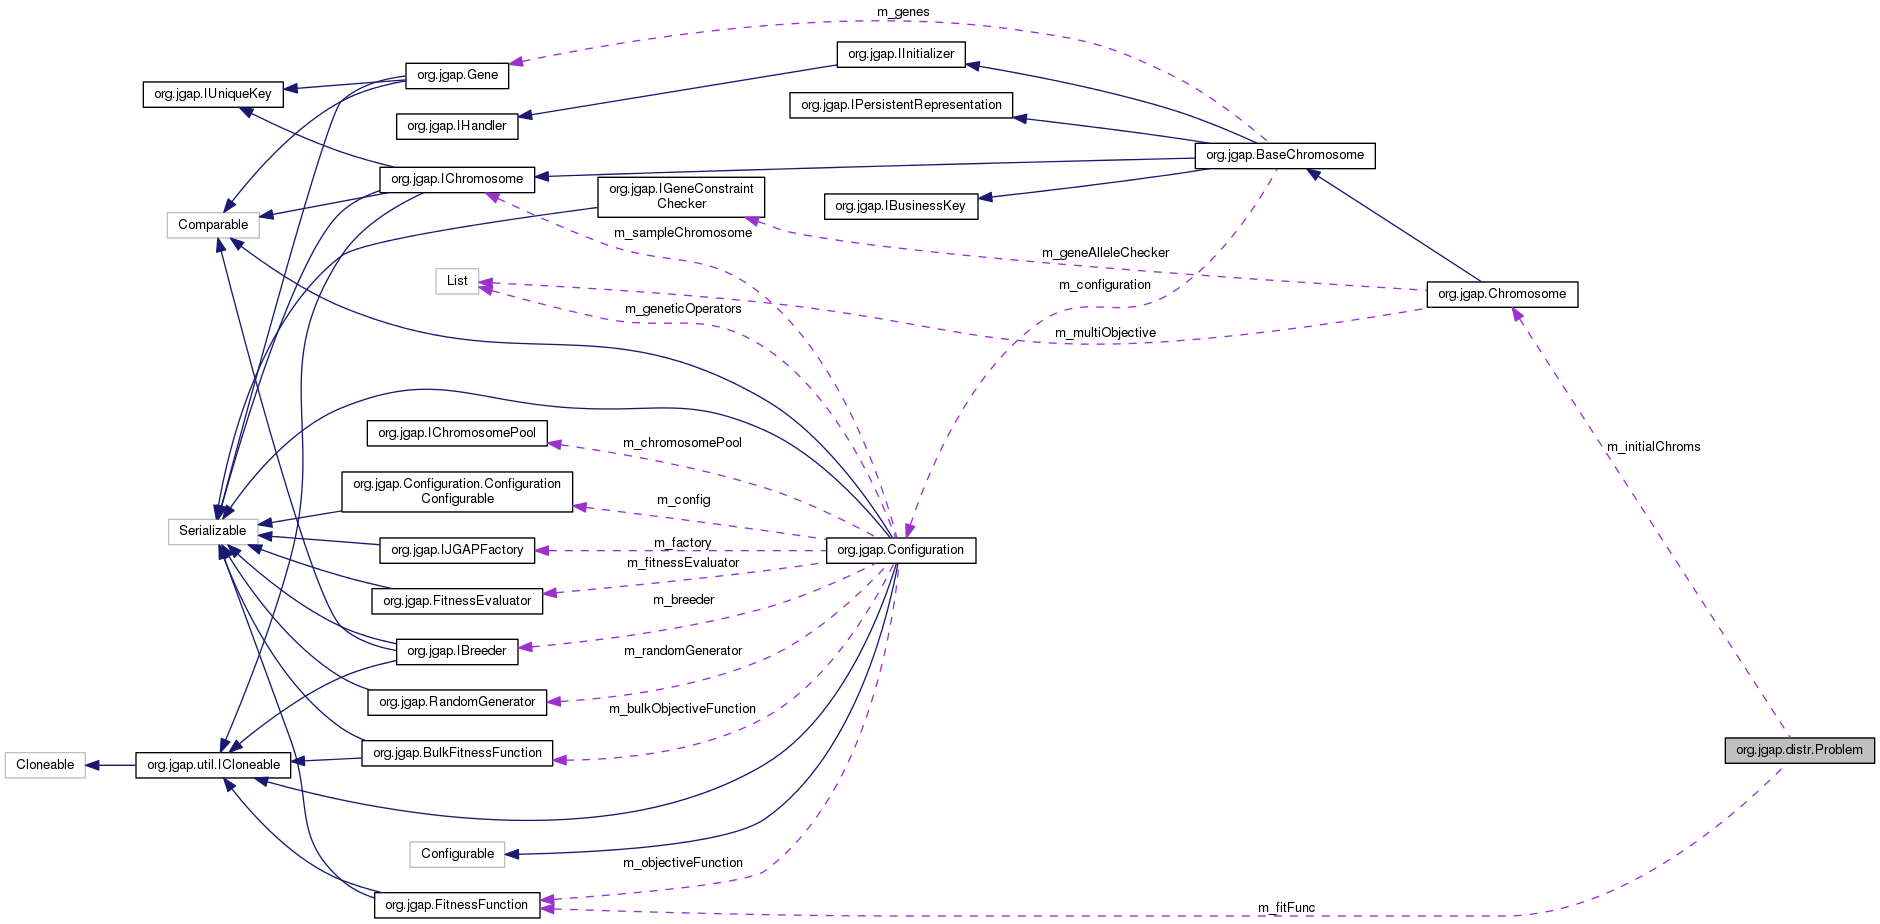 m_genes
org.jgap.IInitializer
org.jgap.Gene
org.jgap.IUniqueKey
org.jgap.IPersistentRepresentation
org.jgap.IHandler
org.jgap.BaseChromosome
org.jgap.IChromosome
org.jgap.IGeneConstraint
Checker
org.jgap.IBusinessKey
Comparable
m_sampleChromosome
m_geneAlleleChecker
List
m_configuration
org.jgap.Chromosome
m_geneticOperators
m_multiObjective
org.jgap.IChromosomePool
m_chromosomePool
m_initialChroms
org.jgap.Configuration.Configuration
Configurable
m_config
Serializable
org.jgap.IJGAPFactory
m_factory
org.jgap.Configuration
m_fitnessEvaluator
org.jgap.FitnessEvaluator
m_breeder
org.jgap.IBreeder
m_randomGenerator
org.jgap.RandomGenerator
m_bulkObjectiveFunction
org.jgap.BulkFitnessFunction
org.jgap.distr.Problem
Cloneable
org.jgap.util.ICloneable
Configurable
m_objectiveFunction
org.jgap.FitnessFunction
m_fitFunc